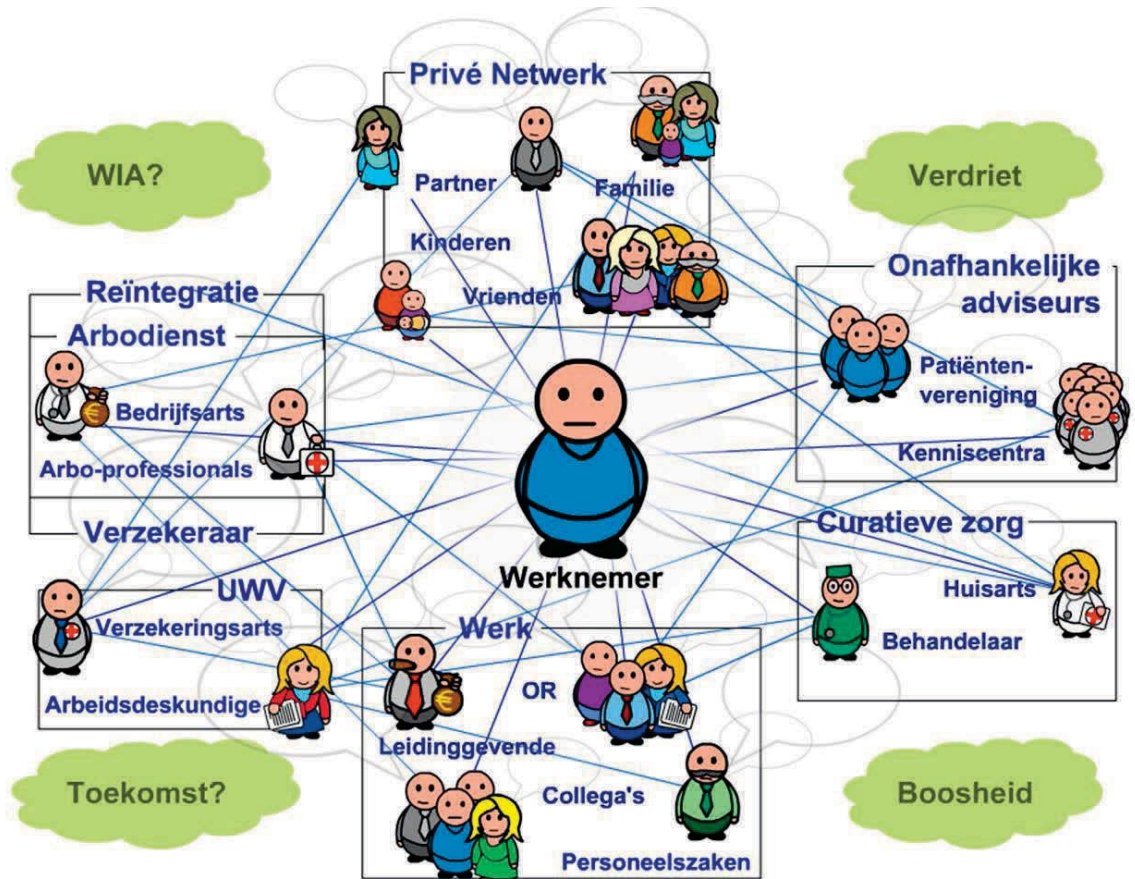 Privé Netwerk
WIA?
Verdriet
Partner
Familie
Kinderen
Vrienden
Onafhankelijke
adviseurs
Reïntegratie
Arbodienst
Patiënten-
vereniging
Bedrijfsarts
Kenniscentra
Arbo-professionals
Verzekeraar
Curatieve zorg
Werknemer
UWV
Huisarts
Verzekeringsarts
Werk
Behandelaar
OR
Arbeidsdeskundige
Leidinggevende
Toekomst?
Collega's
Boosheid
Personeelszaken